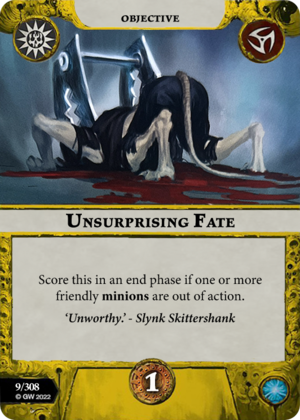 OBJECTIVE
UNSURPRISING FATE
Score this in an end phase if one or more
friendly minions are out of action.
‘Unworthy.’ - Slynk Skittershank
9/308
© GW 2022
1